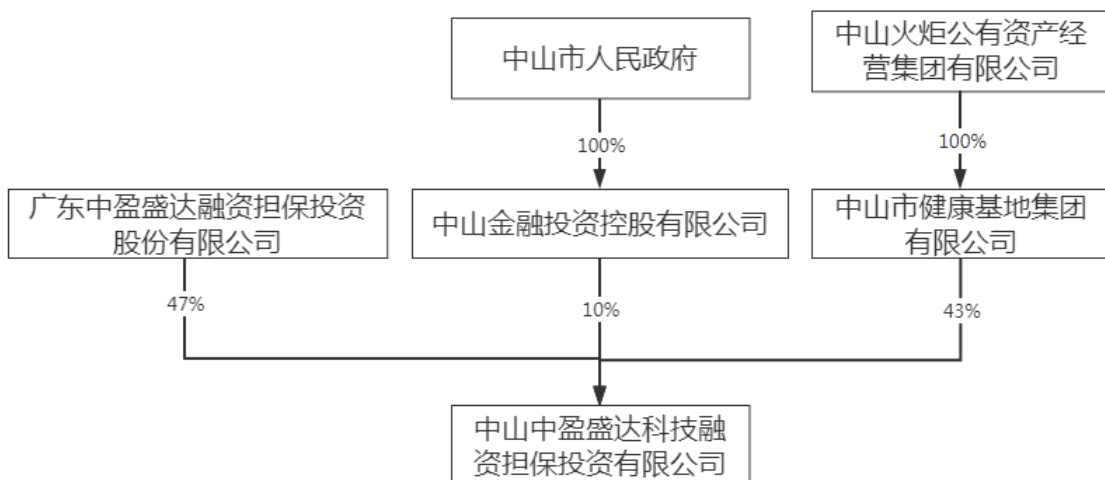 中山市人民政府
中山火炬公有资产经
营集团有限公司
100%
100%
广东中盈盛达融资担保投资
股份有限公司
中山金融投资控股有限公司
中山市健康基地集团
有限公司
47%
10%
43%
中山中盈盛达科技融
资担保投资有限公司